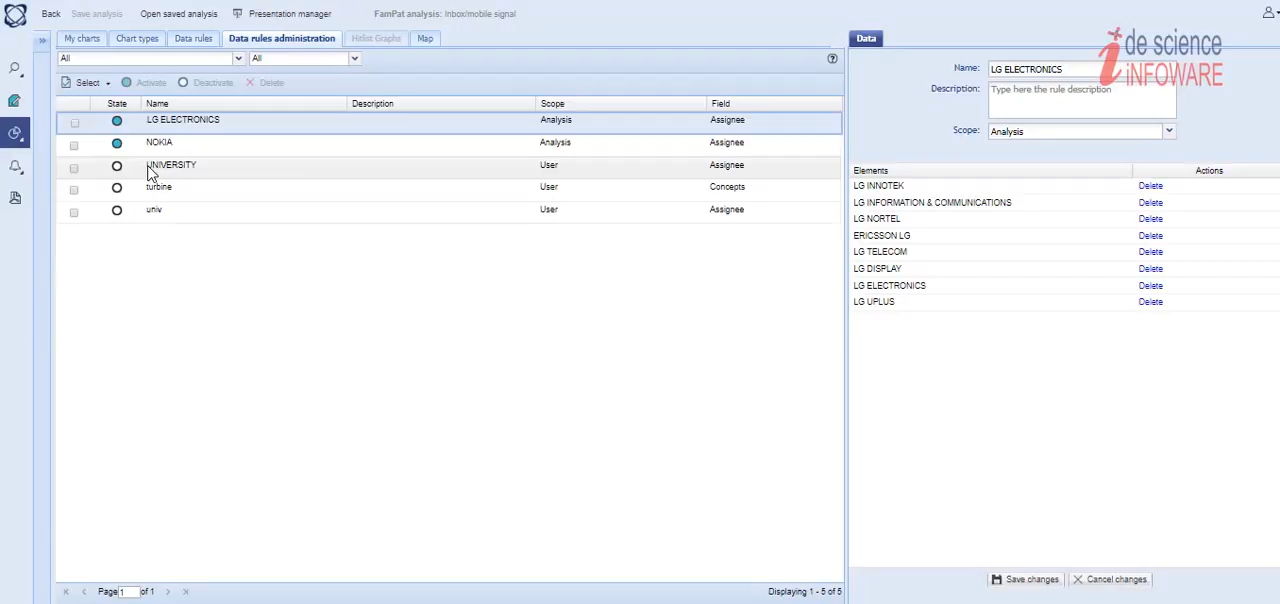 Back Save analysis Open saved analysis Presentation manager FamPat analysis: Inbox/mobile signal
My charts Chart types Data rules Data rules administration Hitlist Graphs Map
All All
Select Activate Deactivate Delete
State Name Description Scope Field
LG ELECTRONICS Analysis Assignee
NOKIA Analysis Assignee
UNIVERSITY User Assignee
turbine User Concepts
univ User Assignee
Page 1 of 1 Displaying 1 - 5 of 5
Data
de science
iNFOWARE
Name: LG ELECTRONICS
Description: Type here the rule description
Scope: Analysis
Elements Actions
LG INNOTEK Delete
LG INFORMATION & COMMUNICATIONS Delete
LG NORTEL Delete
ERICSSON LG Delete
LG TELECOM Delete
LG DISPLAY Delete
LG ELECTRONICS Delete
LG UPLUS Delete
Save changes Cancel changes